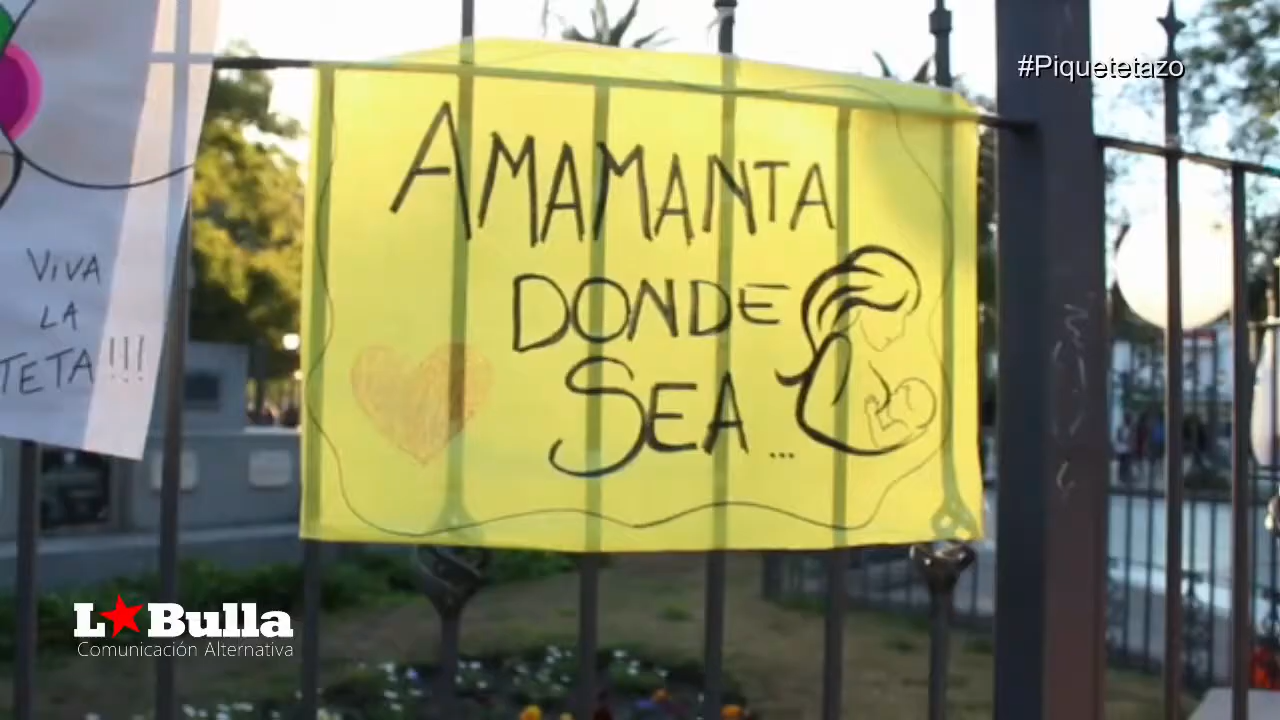 #Piquetetazo
AMAMANTA
DONDE
SEA...
VIVA
LA
TETA!!!
L★Bulla
Comunicación Alternativa